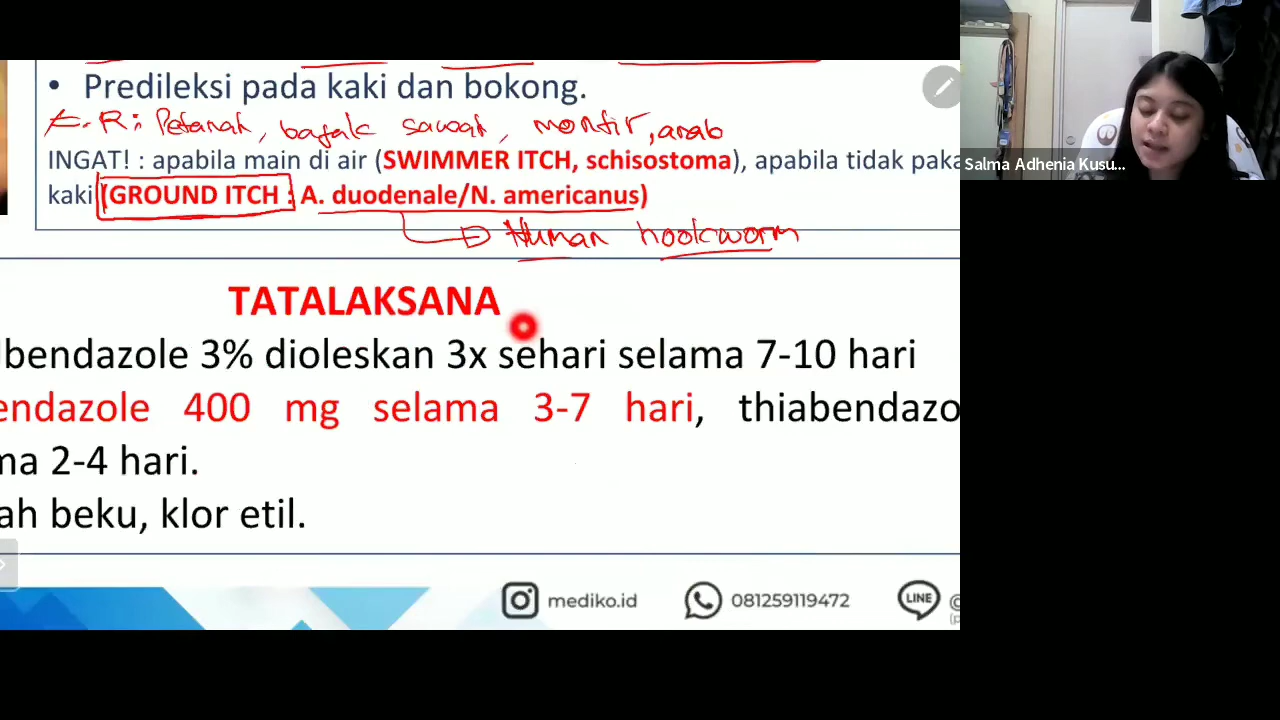 • Predileksi pada kaki dan bokong.
F.R: Petanah, bajak sawah, montir, anak
INGAT! : apabila main di air (SWIMMER ITCH, schisostoma), apabila tidak paka
kaki (GROUND ITCH : A. duodenale/N. americanus)
Human hookworm
TATALAKSANA
bendazole 3% dioleskan 3x sehari selama 7-10 hari
endazole 400 mg selama 3-7 hari, thiabendazo
ma 2-4 hari.
ah beku, klor etil.
mediko.id
081259119472
LINE
@
Salma Adhenia Kusu...